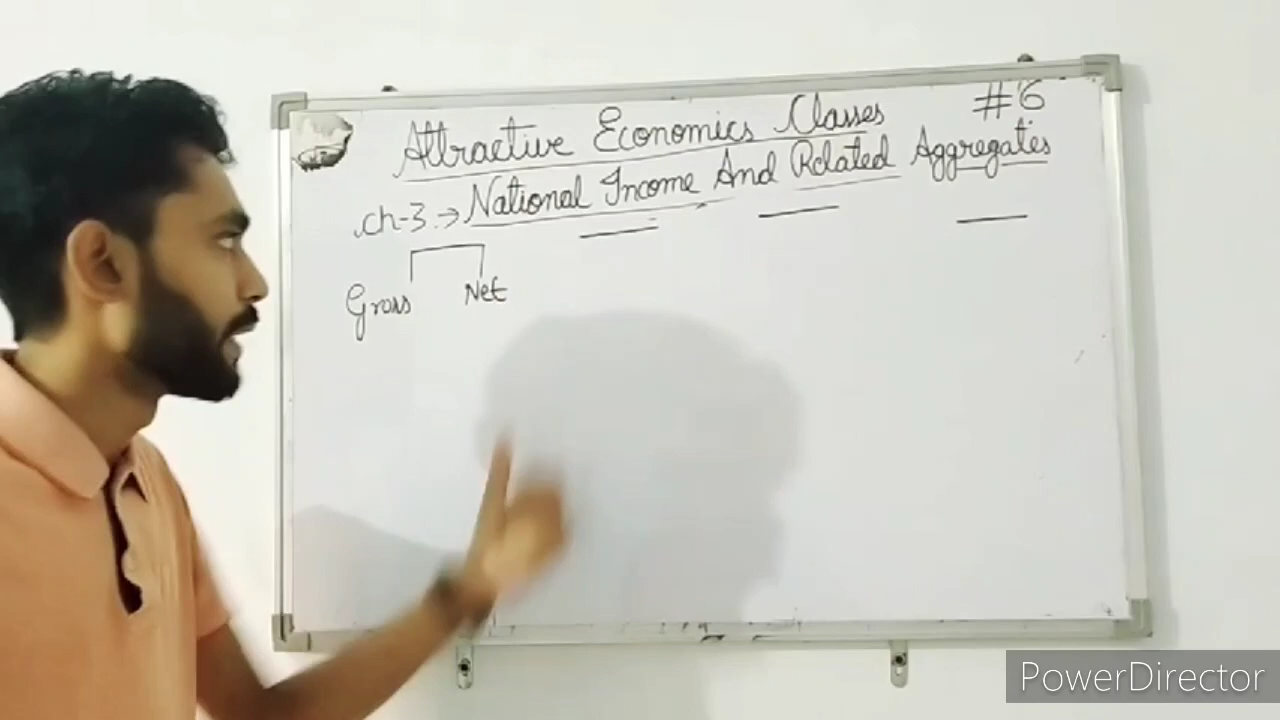 #6
Attractive Economics Classes
ch-3 → National Income And Related Aggregates
Gross Net
PowerDirector